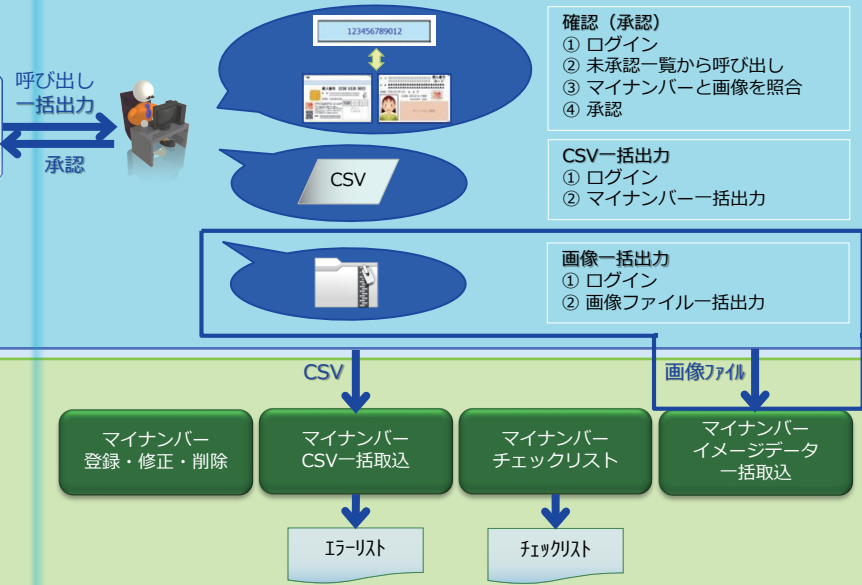 123456789012
確認（承認）
① ログイン
② 未承認一覧から呼び出し
③ マイナンバーと画像を照合
④ 承認
呼び出し
一括出力
承認
CSV
CSV一括出力
① ログイン
② マイナンバー一括出力
画像一括出力
① ログイン
② 画像ファイル一括出力
CSV
画像ﾌｧｲﾙ
マイナンバー
登録・修正・削除
マイナンバー
CSV一括取込
マイナンバー
チェックリスト
マイナンバー
イメージデータ
一括取込
ｴﾗｰﾘｽﾄ
ﾁｪｯｸﾘｽﾄ